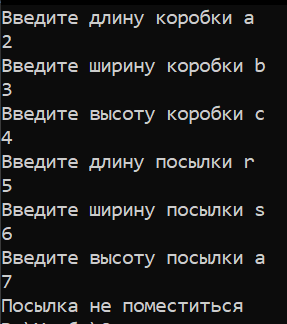 Введите длину коробки a
2
Введите ширину коробки b
3
Введите высоту коробки c
4
Введите длину посылки r
5
Введите ширину посылки s
6
Введите высоту посылки a
7
Посылка не поместиться